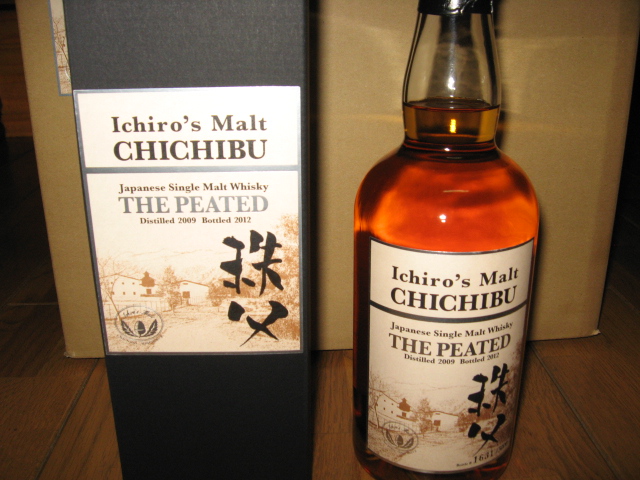 Ichiro's Malt
CHICHIBU
Japanese Single Malt Whisky
THE PEATED
Distilled 2009 Bottled 2012
秩
父
Ichiro's Malt
CHICHIBU
Japanese Single Malt Whisky
THE PEATED
Distilled 2009 Bottled 2012
秩
父